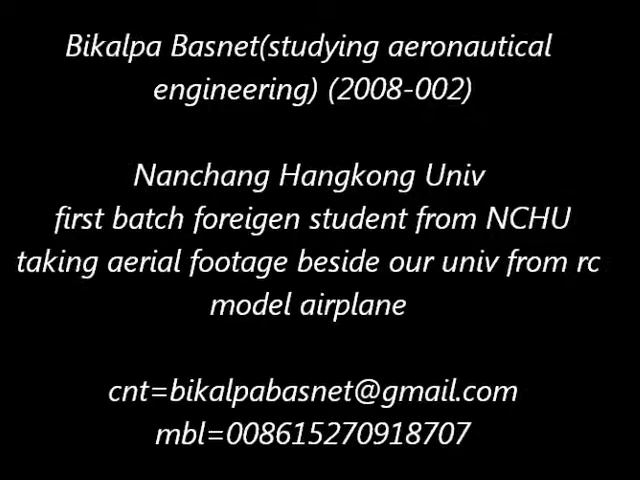 Bikalpa Basnet(studying aeronautical
engineering) (2008-002)
Nanchang Hangkong Univ
first batch foreigen student from NCHU
taking aerial footage beside our univ from rc
model airplane
cnt=bikalpabasnet@gmail.com
mbl=008615270918707